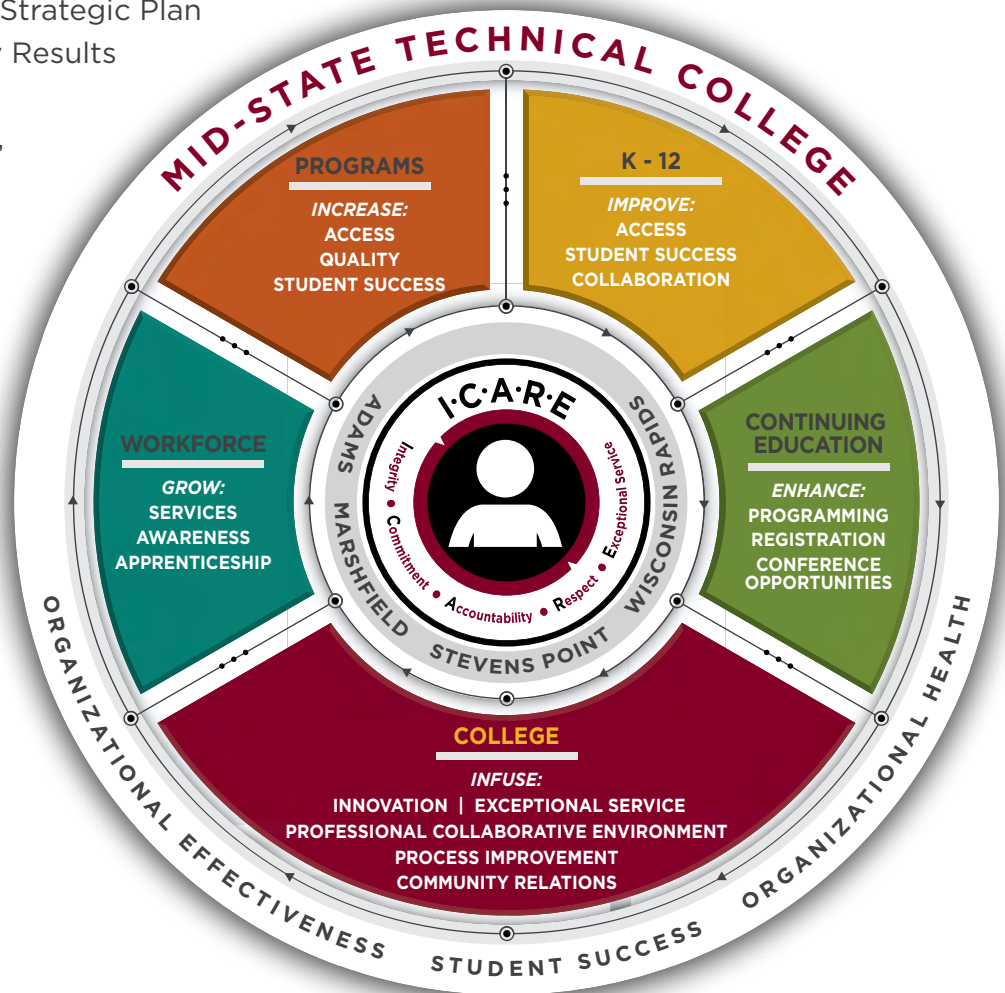 Strategic Plan
Results
MID-STATE TECHNICAL COLLEGE
PROGRAMS
INCREASE:
ACCESS
QUALITY
STUDENT SUCCESS
K - 12
IMPROVE:
ACCESS
STUDENT SUCCESS
COLLABORATION
WORKFORCE
GROW:
SERVICES
AWARENESS
APPRENTICESHIP
CONTINUING
EDUCATION
ENHANCE:
PROGRAMMING
REGISTRATION
CONFERENCE
OPPORTUNITIES
COLLEGE
INFUSE:
INNOVATION | EXCEPTIONAL SERVICE
PROFESSIONAL COLLABORATIVE ENVIRONMENT
PROCESS IMPROVEMENT
COMMUNITY RELATIONS
ADAMS
MARSHFIELD
STEVENS POINT
WISCONSIN RAPIDS
I·C·A·R·E
Integrity • Commitment • Accountability • Respect • Exceptional Service
ORGANIZATIONAL EFFECTIVENESS
STUDENT SUCCESS
ORGANIZATIONAL HEALTH